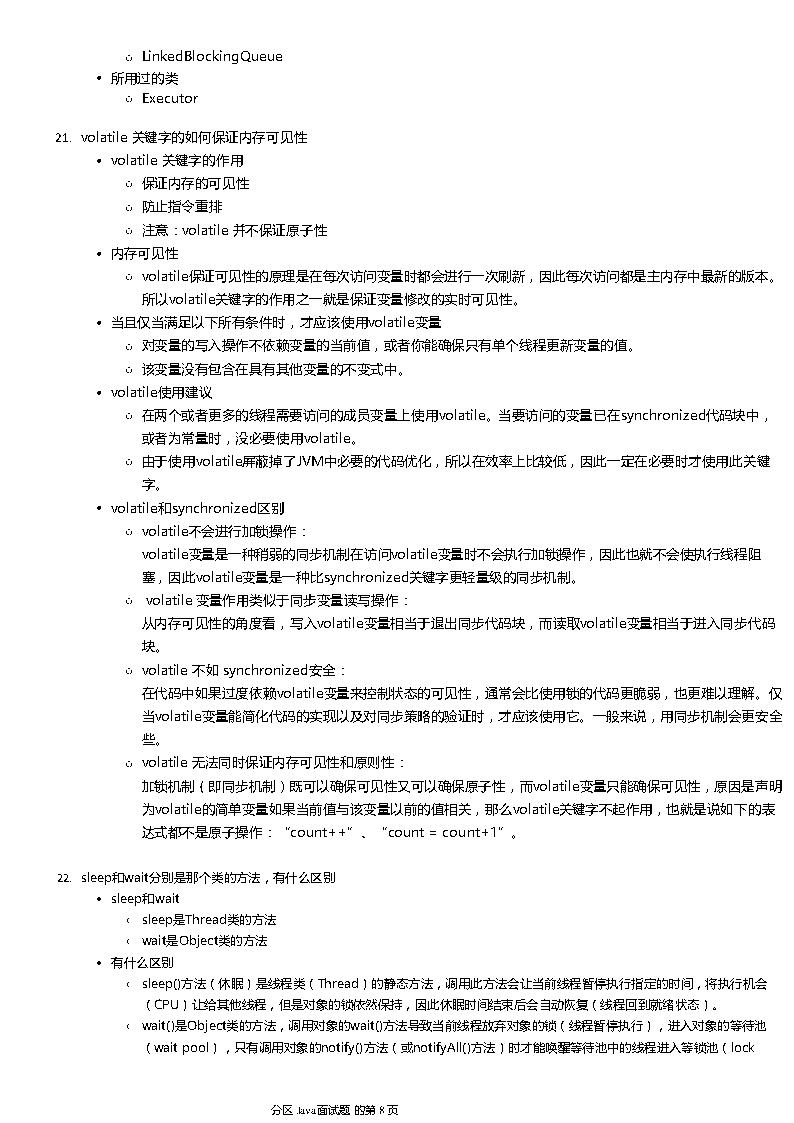 ○ LinkedBlockingQueue
• 所用过的类
○ Executor
21. volatile 关键字的如何保证内存可见性
• volatile 关键字的作用
○ 保证内存的可见性
○ 防止指令重排
○ 注意：volatile 并不保证原子性
• 内存可见性
○ volatile保证可见性的原理是在每次访问变量时都会进行一次刷新，因此每次访问都是主内存中最新的版本。
所以volatile关键字的作用之一就是保证变量修改的实时可见性。
• 当且仅当满足以下所有条件时，才应该使用volatile变量
○ 对变量的写入操作不依赖变量的当前值，或者你能确保只有单个线程更新变量的值。
○ 该变量没有包含在具有其他变量的不变式中。
• volatile使用建议
○ 在两个或者更多的线程需要访问的成员变量上使用volatile。当要访问的变量已在synchronized代码块中，
或者为常量时，没必要使用volatile。
○ 由于使用volatile屏蔽掉了JVM中必要的代码优化，所以在效率上比较低，因此一定在必要时才使用此关键
字。
• volatile和synchronized区别
○ volatile不会进行加锁操作：
volatile变量是一种稍弱的同步机制在访问volatile变量时不会执行加锁操作，因此也就不会使执行线程阻
塞，因此volatile变量是一种比synchronized关键字更轻量级的同步机制。
○ volatile 变量作用类似于同步变量读写操作：
从内存可见性的角度看，写入volatile变量相当于退出同步代码块，而读取volatile变量相当于进入同步代码
块。
○ volatile 不如 synchronized安全：
在代码中如果过度依赖volatile变量来控制状态的可见性，通常会比使用锁的代码更脆弱，也更难以理解。仅
当volatile变量能简化代码的实现以及对同步策略的验证时，才应该使用它。一般来说，用同步机制会更安全
些。
○ volatile 无法同时保证内存可见性和原则性：
加锁机制（即同步机制）既可以确保可见性又可以确保原子性，而volatile变量只能确保可见性，原因是声明
为volatile的简单变量如果当前值与该变量以前的值相关，那么volatile关键字不起作用，也就是说如下的表
达式都不是原子操作：“count++”、“count = count+1”。
22. sleep和wait分别是那个类的方法，有什么区别
• sleep和wait
○ sleep是Thread类的方法
○ wait是Object类的方法
• 有什么区别
○ sleep()方法（休眠）是线程类（Thread）的静态方法，调用此方法会让当前线程暂停执行指定的时间，将执行机会
（CPU）让给其他线程，但是对象的锁依然保持，因此休眠时间结束后会自动恢复（线程回到就绪状态）。
○ wait()是Object类的方法，调用对象的wait()方法导致当前线程放弃对象的锁（线程暂停执行），进入对象的等待池
（wait pool），只有调用对象的notify()方法（或notifyAll()方法）时才能唤醒等待池中的线程进入等锁池（lock
分区 Java面试题 的第 8 页